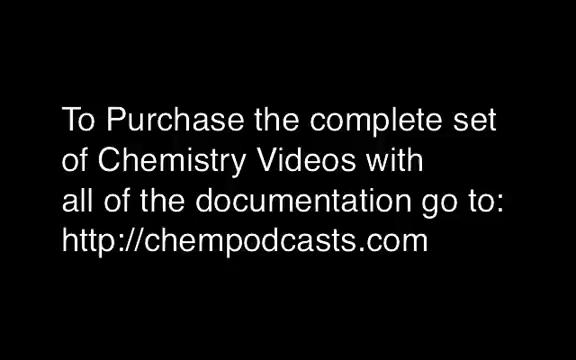 To Purchase the complete set
of Chemistry Videos with
all of the documentation go to:
http://chempodcasts.com